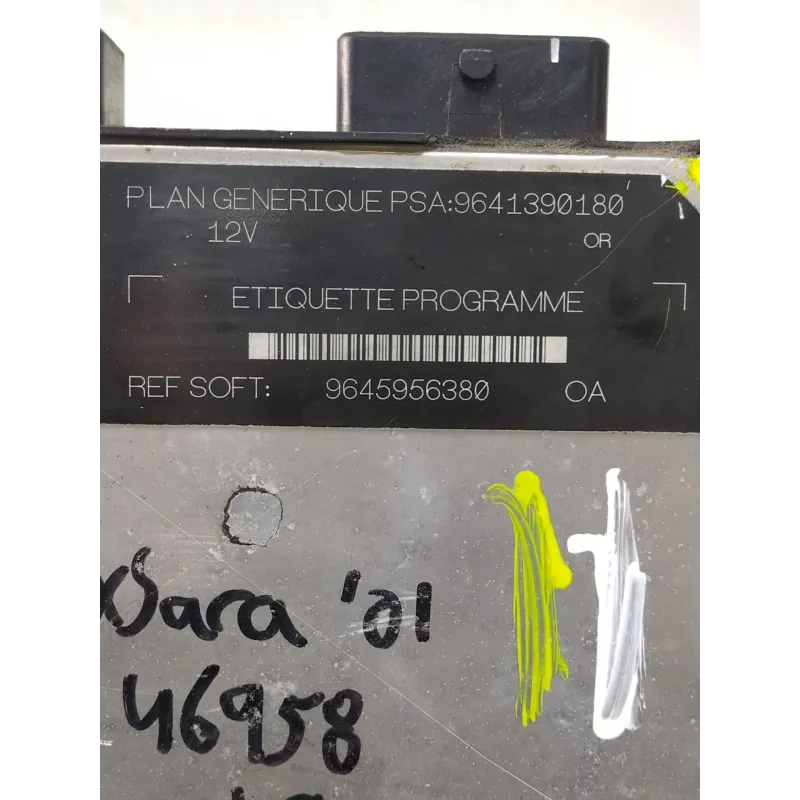 PLAN GENERIQUE PSA:9641390180
12V OR
ETIQUETTE PROGRAMME
REF SOFT: 9645956380 OA
xSara '01
46958